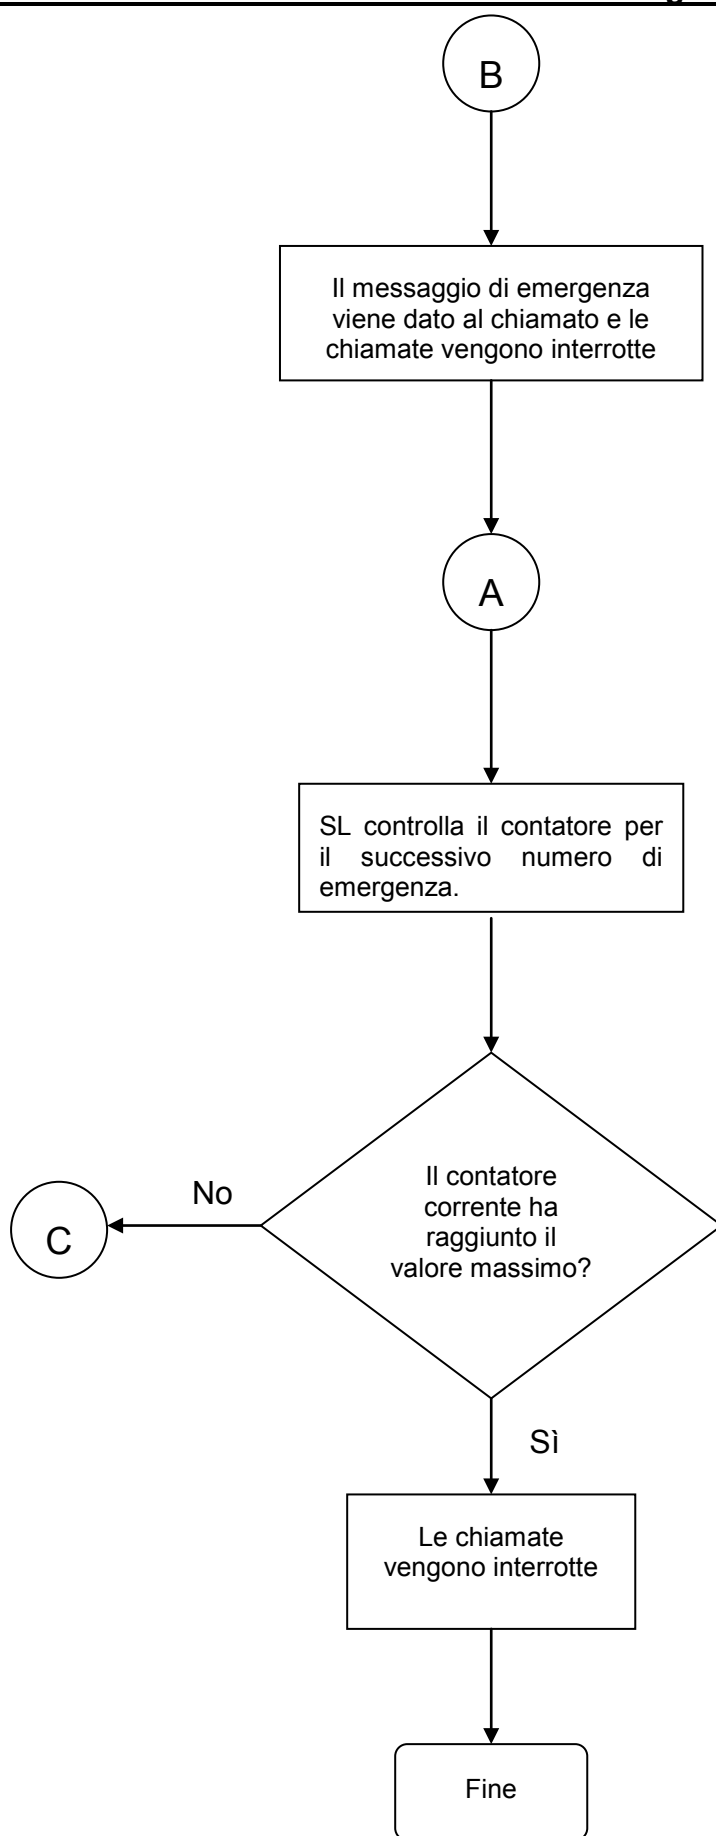 B
Il messaggio di emergenza
viene dato al chiamato e le
chiamate vengono interrotte
A
SL controlla il contatore per
il successivo numero di
emergenza.
Il contatore
corrente ha
raggiunto il
valore massimo?
No
C
Sì
Le chiamate
vengono interrotte
Fine